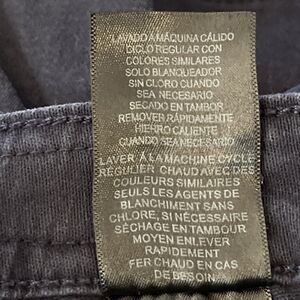 LAVADO A MÁQUINA CÁLIDO
CICLO REGULAR CON
COLORES SIMILARES
SOLO BLANQUEADOR
SIN CLORO CUANDO
SEA NECESARIO
SECADO EN TAMBOR
REMOVER RÁPIDAMENTE
HIERRO CALIENTE
CUANDO SEA NECESARIO
LAVER À LA MACHINE CYCLE
RÉGULIER CHAUD AVEC DES
COULEURS SIMILAIRES
SEULS LES AGENTS DE
BLANCHIMENT SANS
CHLORE, SI NÉCESSAIRE
SÉCHAGE EN TAMBOUR
MOYEN ENLEVER
RAPIDEMENT
FER CHAUD EN CAS
DE BESOIN